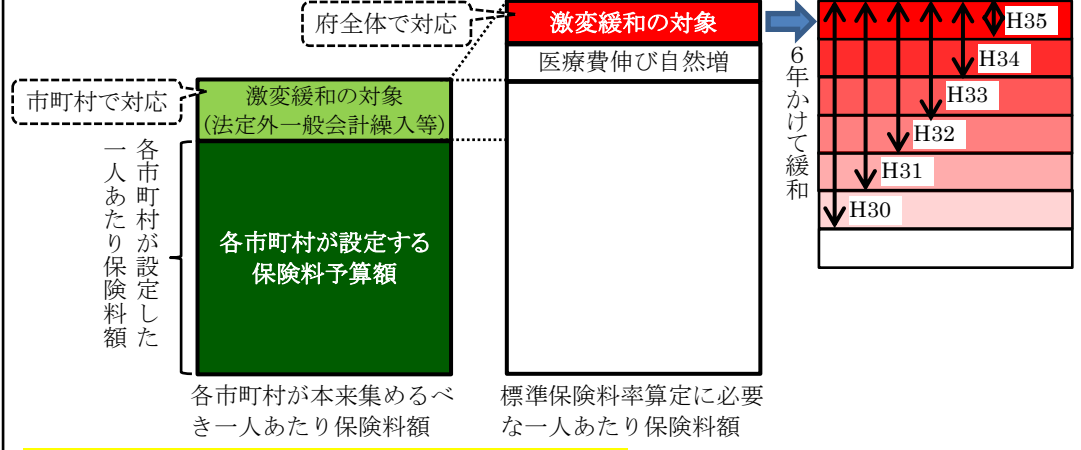 府全体で対応
激変緩和の対象
医療費伸び自然増
市町村で対応
激変緩和の対象
(法定外一般会計繰入等)
各市町村が設定した
一人あたり保険料額
各市町村が設定する
保険料予算額
各市町村が本来集めるべ
き一人あたり保険料額
標準保険料率算定に必要
な一人あたり保険料額
６年かけて緩和
H35
H34
H33
H32
H31
H30